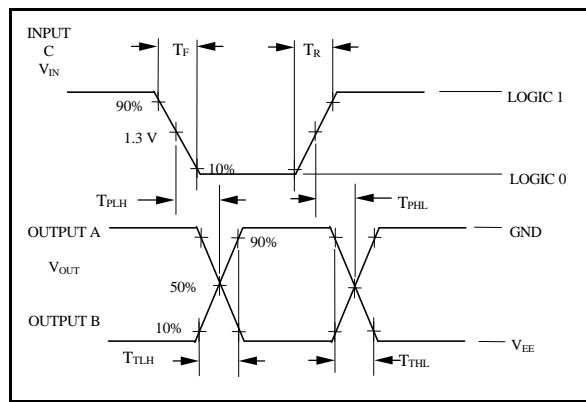 INPUT
C
VIN
TF
TR
90%
LOGIC 1
1.3 V
10%
LOGIC 0
TPLH
TPHL
OUTPUT A
GND
90%
VOUT
50%
OUTPUT B
10%
VEE
TTLH
TTHL